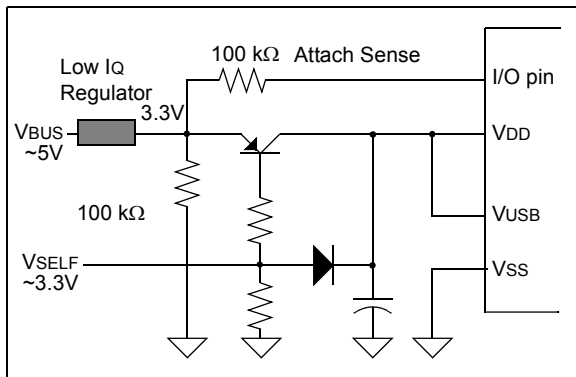 100 kΩ Attach Sense
I/O pin
Low IQ
Regulator
3.3V
VBUS
~5V
VDD
100 kΩ
VUSB
VSELF
~3.3V
VSS